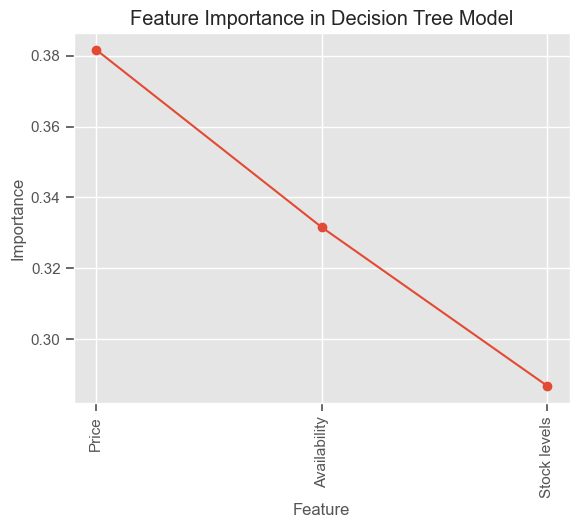 Feature Importance in Decision Tree Model
Importance
0.38
0.36
0.34
0.32
0.30
Price
Availability
Stock levels
Feature